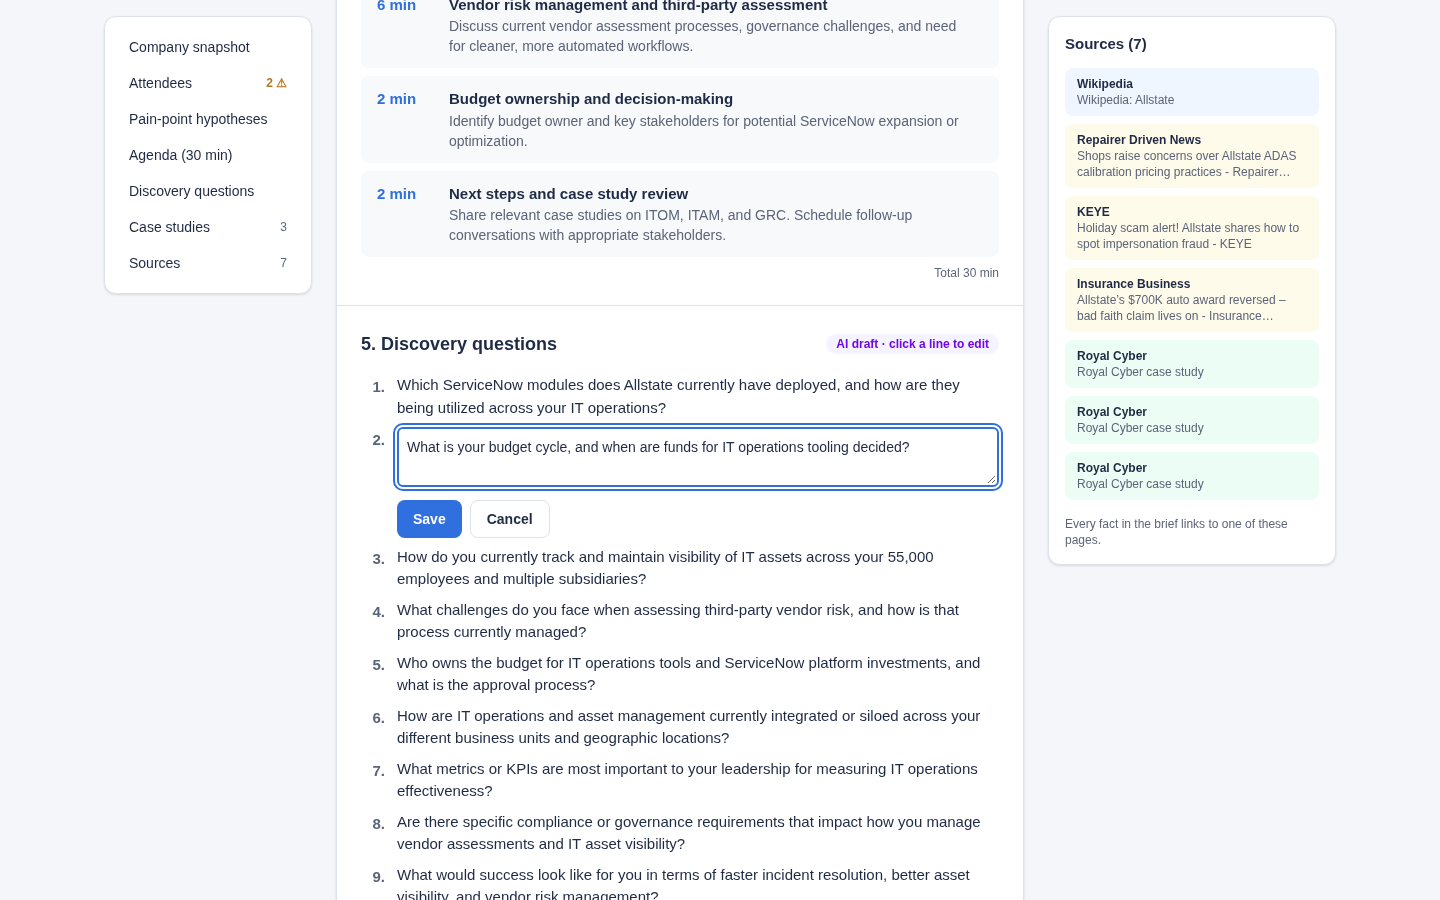 Company snapshot
Attendees 2 ⚠
Pain-point hypotheses
Agenda (30 min)
Discovery questions
Case studies 3
Sources 7
6 min Vendor risk management and third-party assessment
Discuss current vendor assessment processes, governance challenges, and need
for cleaner, more automated workflows.
2 min Budget ownership and decision-making
Identify budget owner and key stakeholders for potential ServiceNow expansion or
optimization.
2 min Next steps and case study review
Share relevant case studies on ITOM, ITAM, and GRC. Schedule follow-up
conversations with appropriate stakeholders.
Total 30 min
5. Discovery questions AI draft · click a line to edit
1. Which ServiceNow modules does Allstate currently have deployed, and how are they
being utilized across your IT operations?
2. What is your budget cycle, and when are funds for IT operations tooling decided?
Save Cancel
3. How do you currently track and maintain visibility of IT assets across your 55,000
employees and multiple subsidiaries?
4. What challenges do you face when assessing third-party vendor risk, and how is that
process currently managed?
5. Who owns the budget for IT operations tools and ServiceNow platform investments, and
what is the approval process?
6. How are IT operations and asset management currently integrated or siloed across your
different business units and geographic locations?
7. What metrics or KPIs are most important to your leadership for measuring IT operations
effectiveness?
8. Are there specific compliance or governance requirements that impact how you manage
vendor assessments and IT asset visibility?
9. What would success look like for you in terms of faster incident resolution, better asset
visibility, and vendor risk management?
Sources (7)
Wikipedia
Wikipedia: Allstate
Repairer Driven News
Shops raise concerns over Allstate ADAS
calibration pricing practices - Repairer…
KEYE
Holiday scam alert! Allstate shares how to
spot impersonation fraud - KEYE
Insurance Business
Allstate's $700K auto award reversed –
bad faith claim lives on - Insurance…
Royal Cyber
Royal Cyber case study
Royal Cyber
Royal Cyber case study
Royal Cyber
Royal Cyber case study
Every fact in the brief links to one of these
pages.